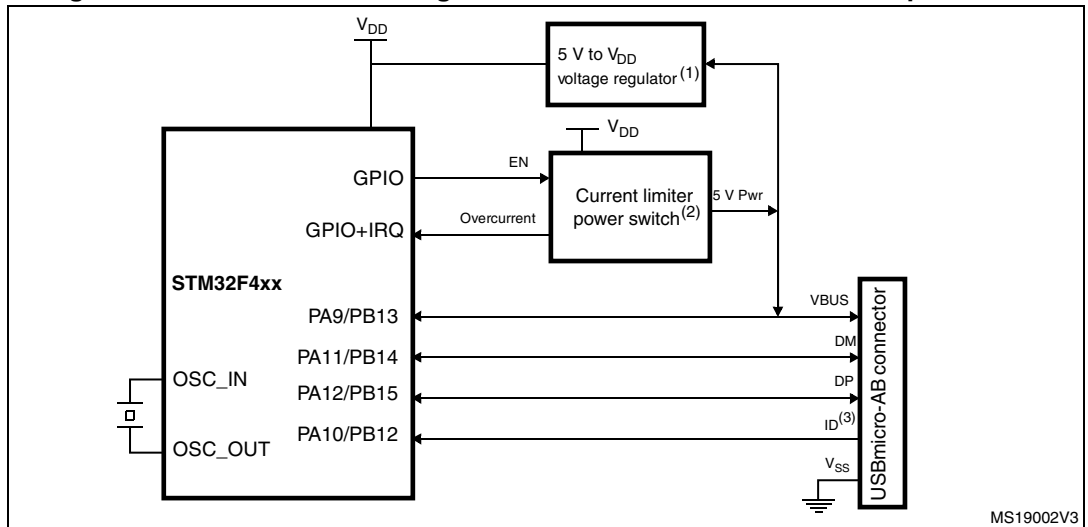 VDD
5 V to VDD
voltage regulator (1)
VDD
GPIO
EN
Current limiter
power switch(2)
5 V Pwr
GPIO+IRQ
Overcurrent
STM32F4xx
PA9/PB13
VBUS
PA11/PB14
DM
OSC_IN
PA12/PB15
DP
PA10/PB12
ID(3)
OSC_OUT
VSS
USBmicro-AB connector
MS19002V3